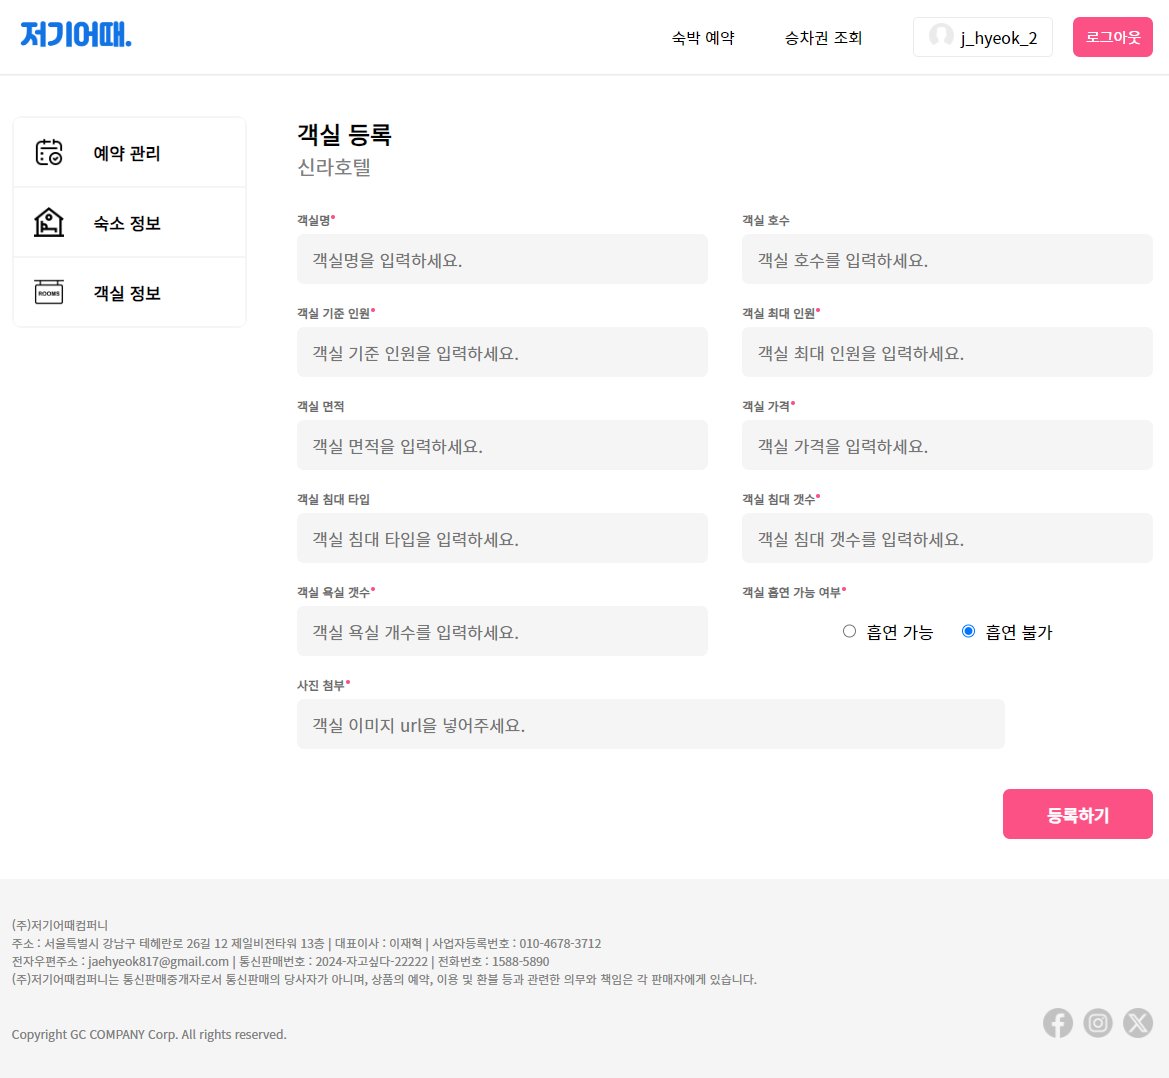 저기어때.
숙박 예약
승차권 조회
j_hyeok_2
로그아웃
예약 관리
숙소 정보
ROOMS
객실 정보
객실 등록
신라호텔
객실명*
객실명을 입력하세요.
객실 호수
객실 호수를 입력하세요.
객실 기준 인원*
객실 기준 인원을 입력하세요.
객실 최대 인원*
객실 최대 인원을 입력하세요.
객실 면적
객실 면적을 입력하세요.
객실 가격*
객실 가격을 입력하세요.
객실 침대 타입
객실 침대 타입을 입력하세요.
객실 침대 갯수*
객실 침대 갯수를 입력하세요.
객실 욕실 갯수*
객실 욕실 개수를 입력하세요.
객실 흡연 가능 여부*
흡연 가능
흡연 불가
사진 첨부*
객실 이미지 url을 넣어주세요.
등록하기
(주)저기어때컴퍼니
주소 : 서울특별시 강남구 테헤란로 26길 12 제일비전타워 13층 | 대표이사 : 이재혁 | 사업자등록번호 : 010-4678-3712
전자우편주소 : jaehyeok817@gmail.com | 통신판매번호 : 2024-자고싶다-22222 | 전화번호 : 1588-5890
(주)저기어때컴퍼니는 통신판매중개자로서 통신판매의 당사자가 아니며, 상품의 예약, 이용 및 환불 등과 관련한 의무와 책임은 각 판매자에게 있습니다.
Copyright GC COMPANY Corp. All rights reserved.